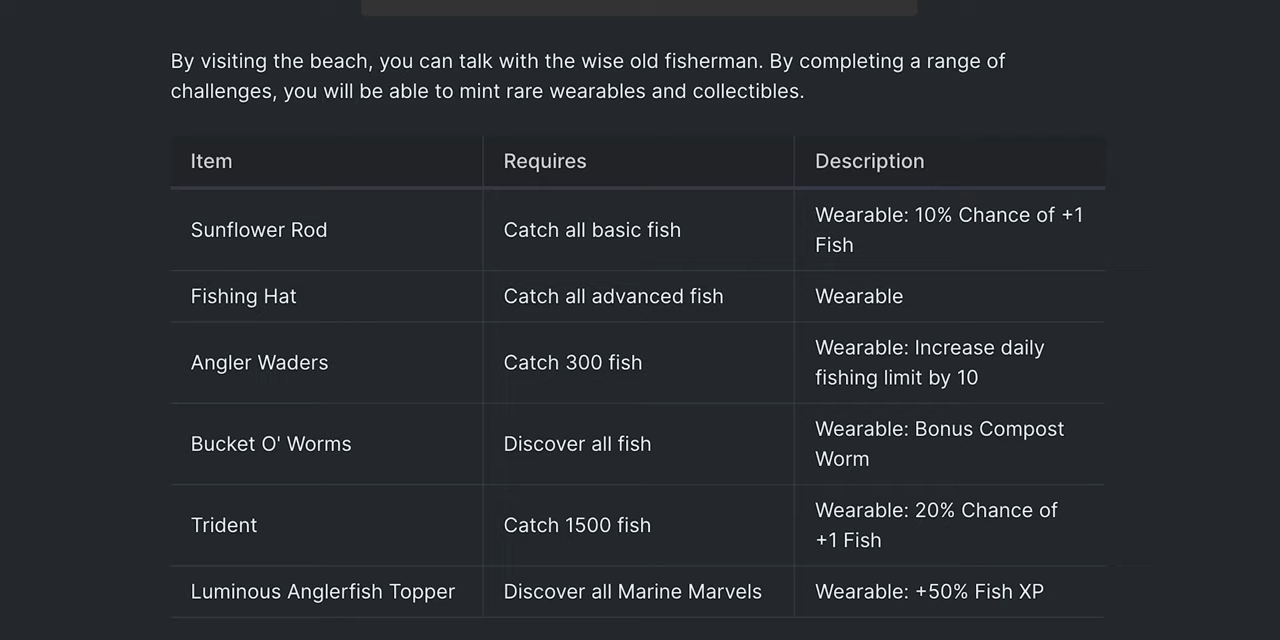 By visiting the beach, you can talk with the wise old fisherman. By completing a range of
challenges, you will be able to mint rare wearables and collectibles.
Item Requires Description
Sunflower Rod Catch all basic fish Wearable: 10% Chance of +1
Fish
Fishing Hat Catch all advanced fish Wearable
Angler Waders Catch 300 fish Wearable: Increase daily
fishing limit by 10
Bucket O' Worms Discover all fish Wearable: Bonus Compost
Worm
Trident Catch 1500 fish Wearable: 20% Chance of
+1 Fish
Luminous Anglerfish Topper Discover all Marine Marvels Wearable: +50% Fish XP